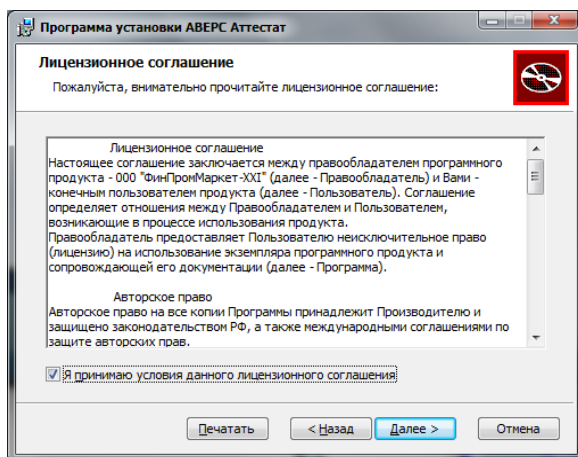 Программа установки АВЕРС Аттестат
Лицензионное соглашение
Пожалуйста, внимательно прочитайте лицензионное соглашение:
Лицензионное соглашение
Настоящее соглашение заключается между правообладателем программного
продукта - ООО "ФинПромМаркет-XXI" (далее - Правообладатель) и Вами -
конечным пользователем продукта (далее - Пользователь). Соглашение
определяет отношения между Правообладателем и Пользователем,
возникающие в процессе использования продукта.
Правообладатель предоставляет Пользователю неисключительное право
(лицензию) на использование экземпляра программного продукта и
сопровождающей его документации (далее - Программа).
Авторское право
Авторское право на все копии Программы принадлежит Производителю и
защищено законодательством РФ, а также международными соглашениями по
защите авторских прав.
Я принимаю условия данного лицензионного соглашения
Печатать < Назад Далее > Отмена